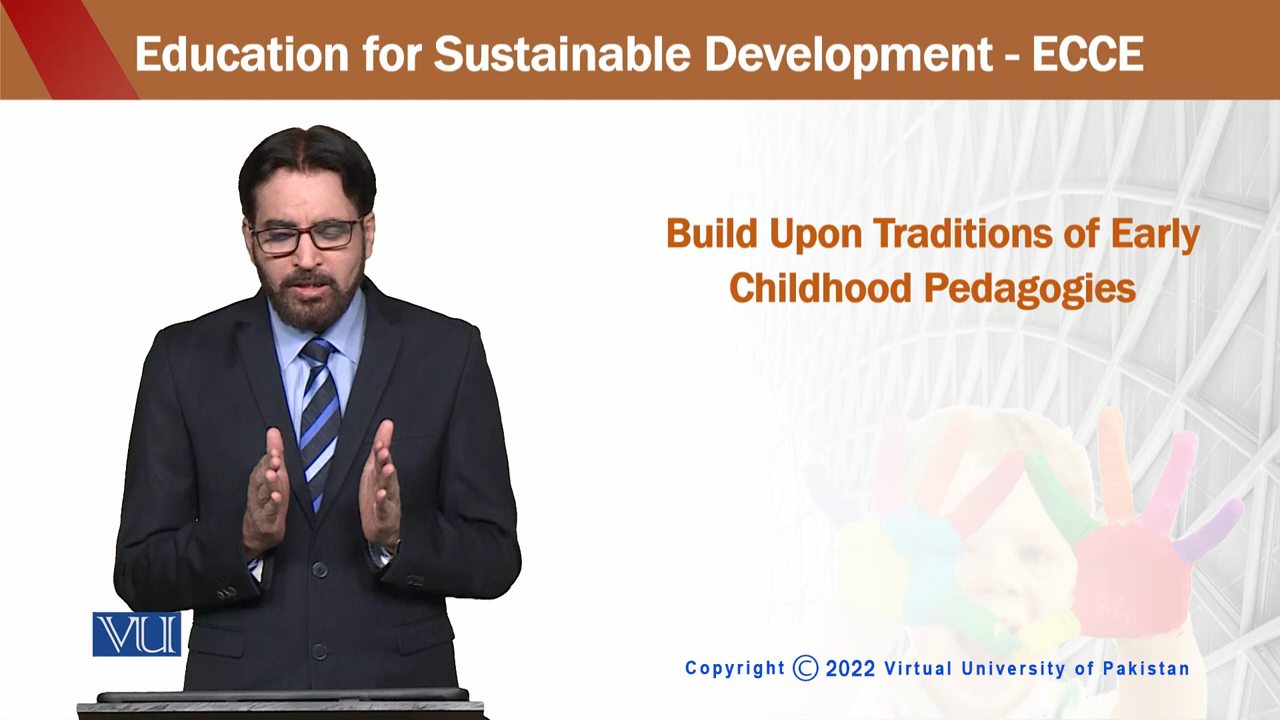 Education for Sustainable Development - ECCE
Build Upon Traditions of Early
Childhood Pedagogies
VU
Copyright © 2022 Virtual University of Pakistan